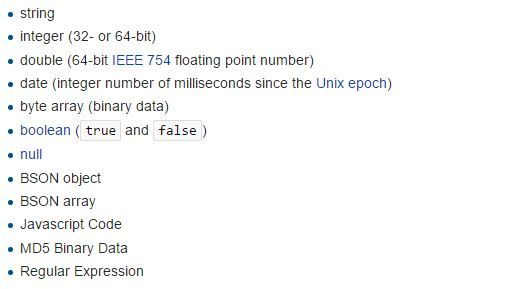 string
integer (32- or 64-bit)
double (64-bit IEEE 754 floating point number)
date (integer number of milliseconds since the Unix epoch)
byte array (binary data)
boolean (true and false)
null
BSON object
BSON array
Javascript Code
MD5 Binary Data
Regular Expression